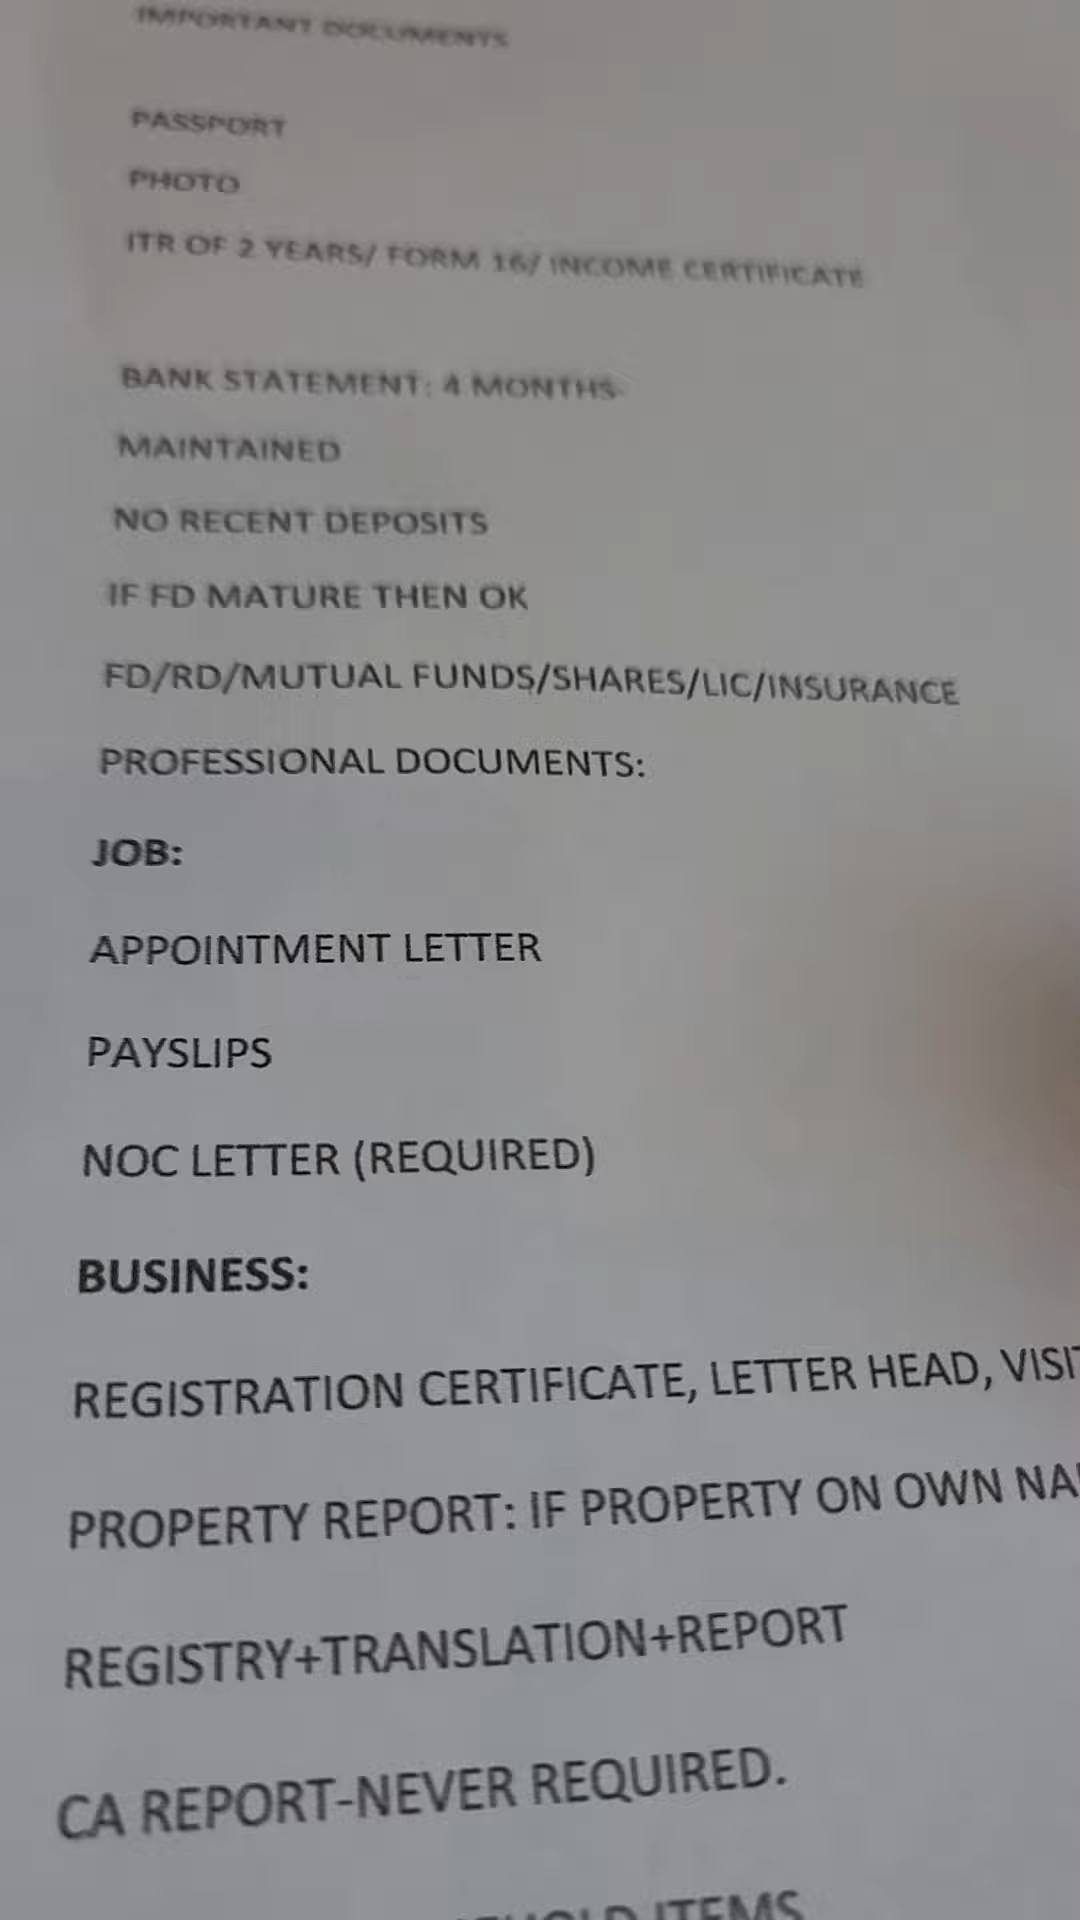 IMPORTANT DOCUMENTS
PASSPORT
PHOTO
ITR OF 2 YEARS/ FORM 16/ INCOME CERTIFICATE
BANK STATEMENT: 4 MONTHS-
MAINTAINED
NO RECENT DEPOSITS
IF FD MATURE THEN OK
FD/RD/MUTUAL FUNDS/SHARES/LIC/INSURANCE
PROFESSIONAL DOCUMENTS:
JOB:
APPOINTMENT LETTER
PAYSLIPS
NOC LETTER (REQUIRED)
BUSINESS:
REGISTRATION CERTIFICATE, LETTER HEAD,
PROPERTY REPORT: IF PROPERTY ON OWN
REGISTRY+TRANSLATION+REPORT
CA REPORT-NEVER REQUIRED.
ITEMS